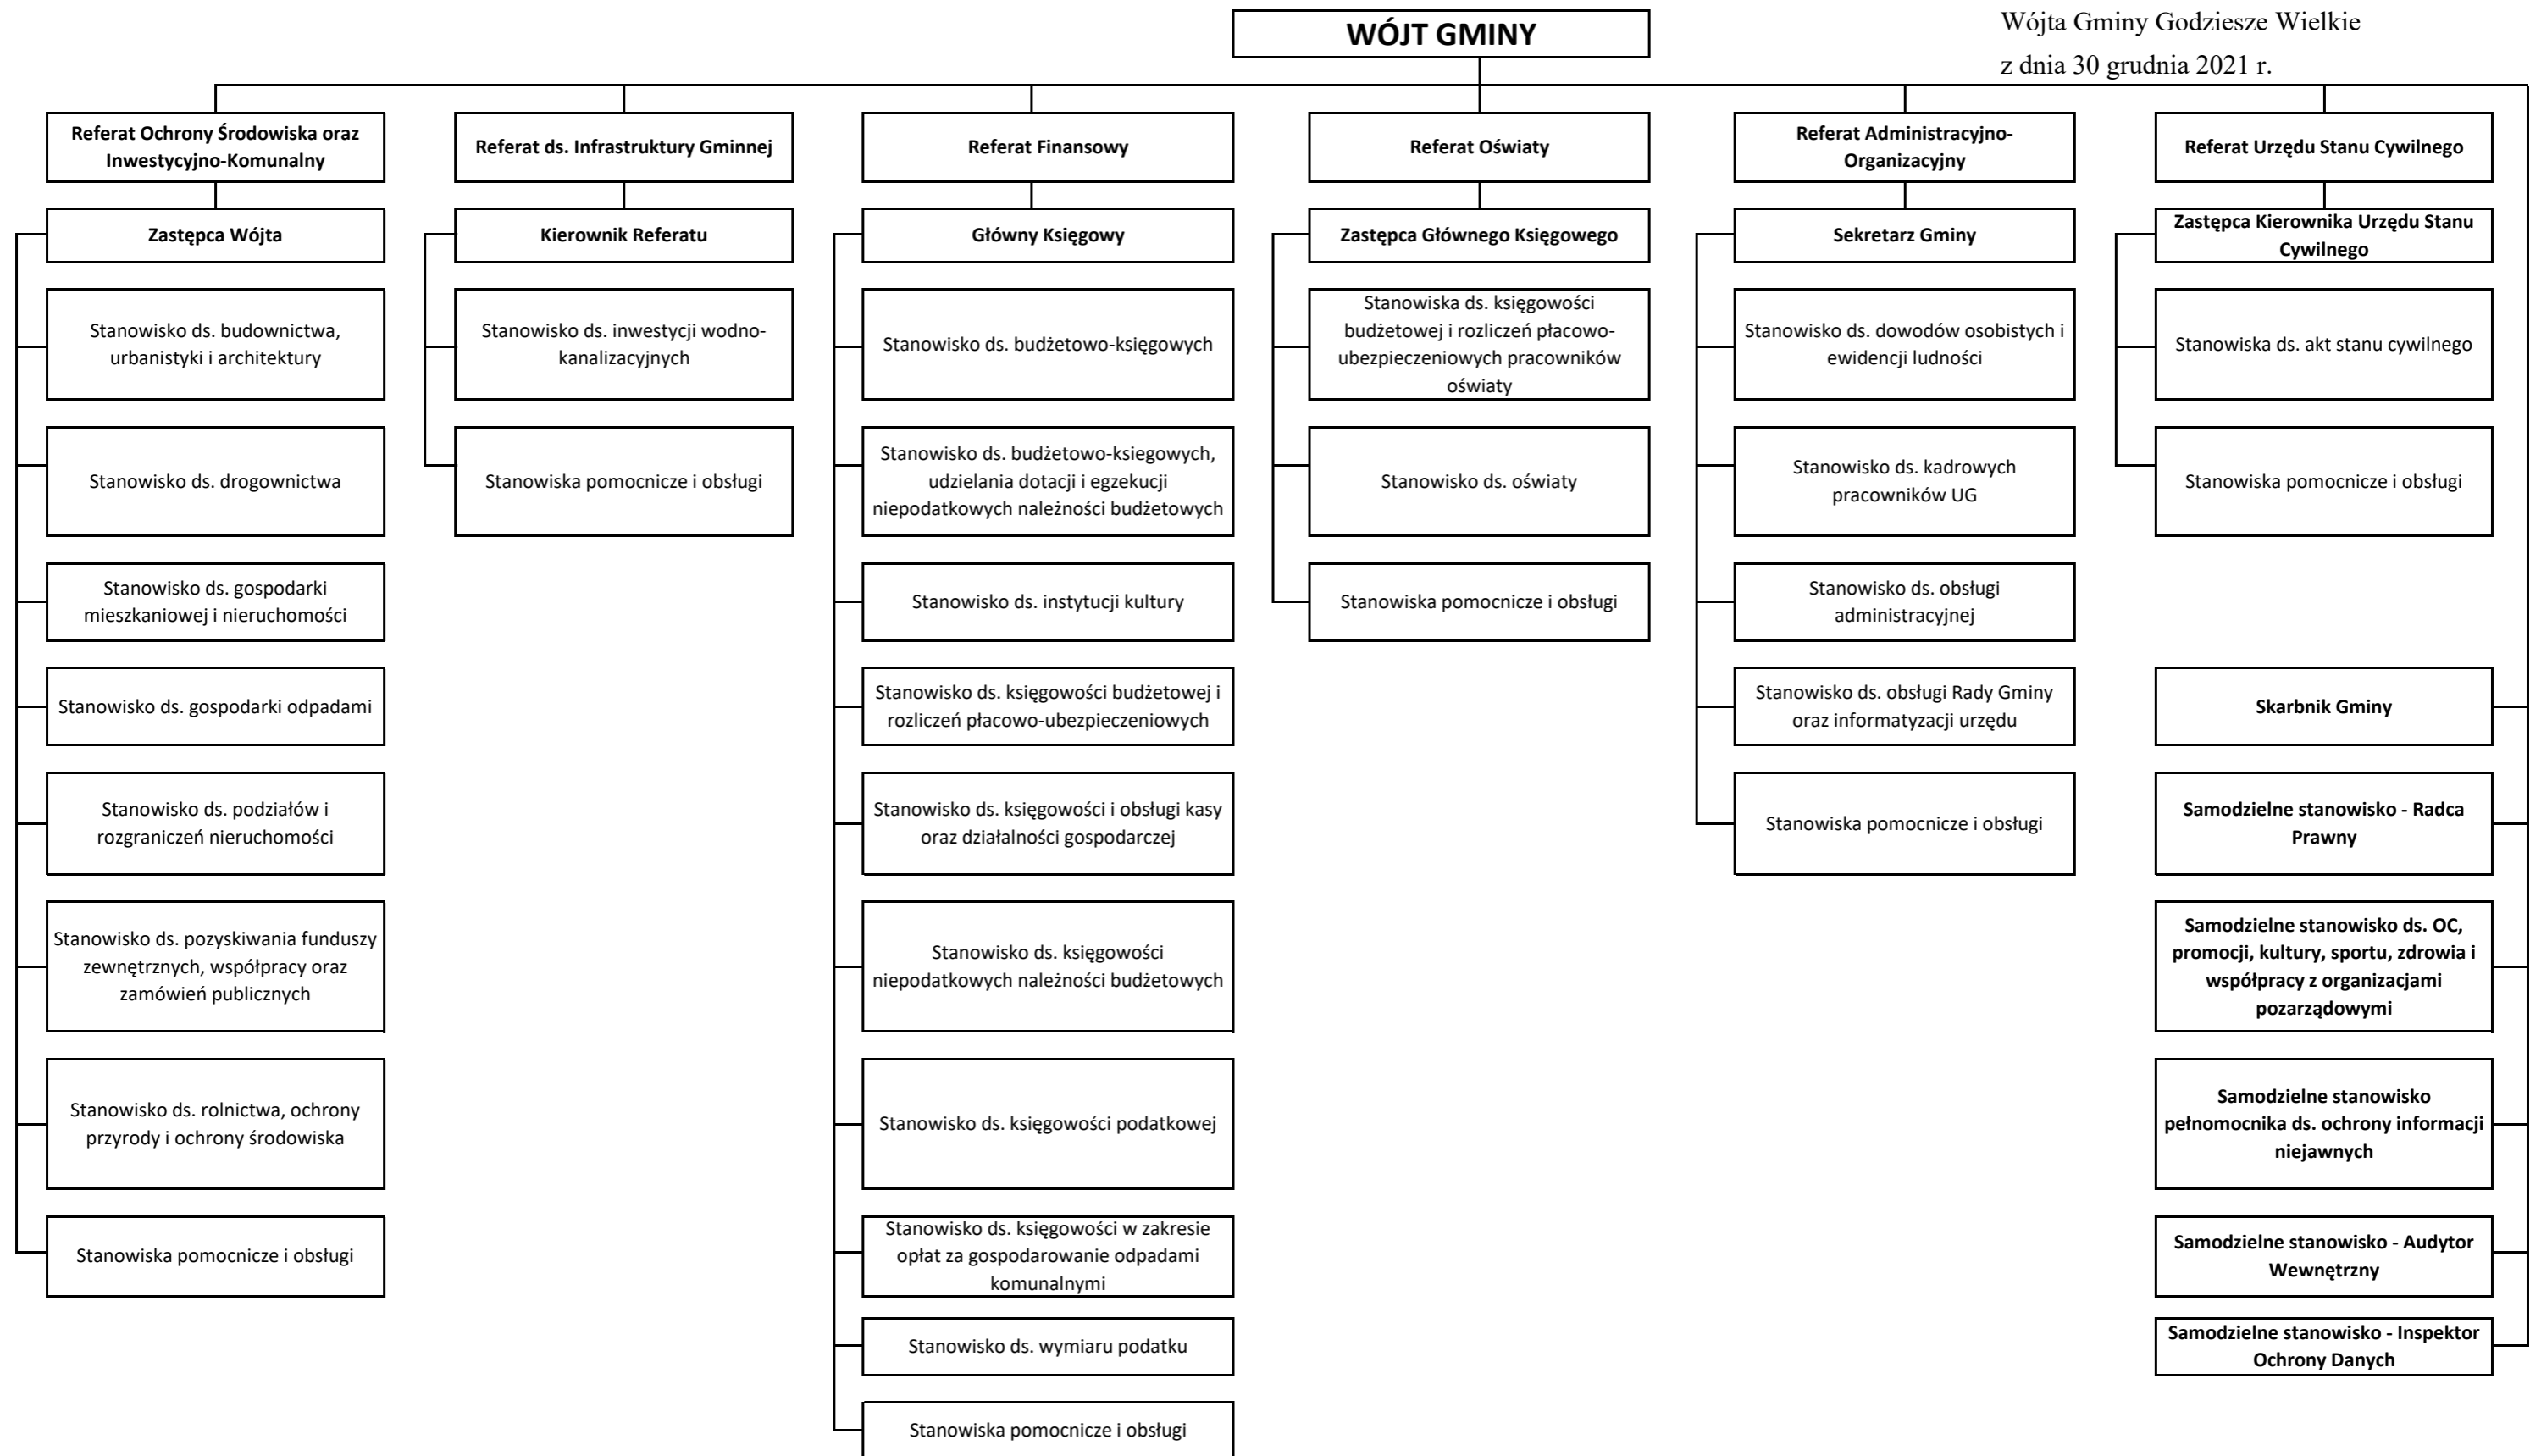 WÓJT GMINY
Wójta Gminy Godziesze Wielkie
z dnia 30 grudnia 2021 r.
Referat Ochrony Środowiska oraz
Inwestycyjno-Komunalny
Zastępca Wójta
Stanowisko ds. budownictwa,
urbanistyki i architektury
Stanowisko ds. drogownictwa
Stanowisko ds. gospodarki
mieszkaniowej i nieruchomości
Stanowisko ds. gospodarki odpadami
Stanowisko ds. podziałów i
rozgraniczeń nieruchomości
Stanowisko ds. pozyskiwania funduszy
zewnętrznych, współpracy oraz
zamówień publicznych
Stanowisko ds. rolnictwa, ochrony
przyrody i ochrony środowiska
Stanowiska pomocnicze i obsługi
Referat ds. Infrastruktury Gminnej
Kierownik Referatu
Stanowisko ds. inwestycji wodno-
kanalizacyjnych
Stanowiska pomocnicze i obsługi
Referat Finansowy
Główny Księgowy
Stanowisko ds. budżetowo-księgowych
Stanowisko ds. budżetowo-ksiegowych,
udzielania dotacji i egzekucji
niepodatkowych należności budżetowych
Stanowisko ds. instytucji kultury
Stanowisko ds. księgowości budżetowej i
rozliczeń płacowo-ubezpieczeniowych
Stanowisko ds. księgowości i obsługi kasy
oraz działalności gospodarczej
Stanowisko ds. księgowości
niepodatkowych należności budżetowych
Stanowisko ds. księgowości podatkowej
Stanowisko ds. księgowości w zakresie
opłat za gospodarowanie odpadami
komunalnymi
Stanowisko ds. wymiaru podatku
Stanowiska pomocnicze i obsługi
Referat Oświaty
Zastępca Głównego Księgowego
Stanowiska ds. księgowości
budżetowej i rozliczeń płacowo-
ubezpieczeniowych pracowników
oświaty
Stanowisko ds. oświaty
Stanowiska pomocnicze i obsługi
Referat Administracyjno-
Organizacyjny
Sekretarz Gminy
Stanowisko ds. dowodów osobistych i
ewidencji ludności
Stanowisko ds. kadrowych
pracowników UG
Stanowisko ds. obsługi
administracyjnej
Stanowisko ds. obsługi Rady Gminy
oraz informatyzacji urzędu
Stanowiska pomocnicze i obsługi
Referat Urzędu Stanu Cywilnego
Zastępca Kierownika Urzędu Stanu
Cywilnego
Stanowiska ds. akt stanu cywilnego
Stanowiska pomocnicze i obsługi
Skarbnik Gminy
Samodzielne stanowisko - Radca
Prawny
Samodzielne stanowisko ds. OC,
promocji, kultury, sportu, zdrowia i
współpracy z organizacjami
pozarządowymi
Samodzielne stanowisko
pełnomocnika ds. ochrony informacji
niejawnych
Samodzielne stanowisko - Audytor
Wewnętrzny
Samodzielne stanowisko - Inspektor
Ochrony Danych